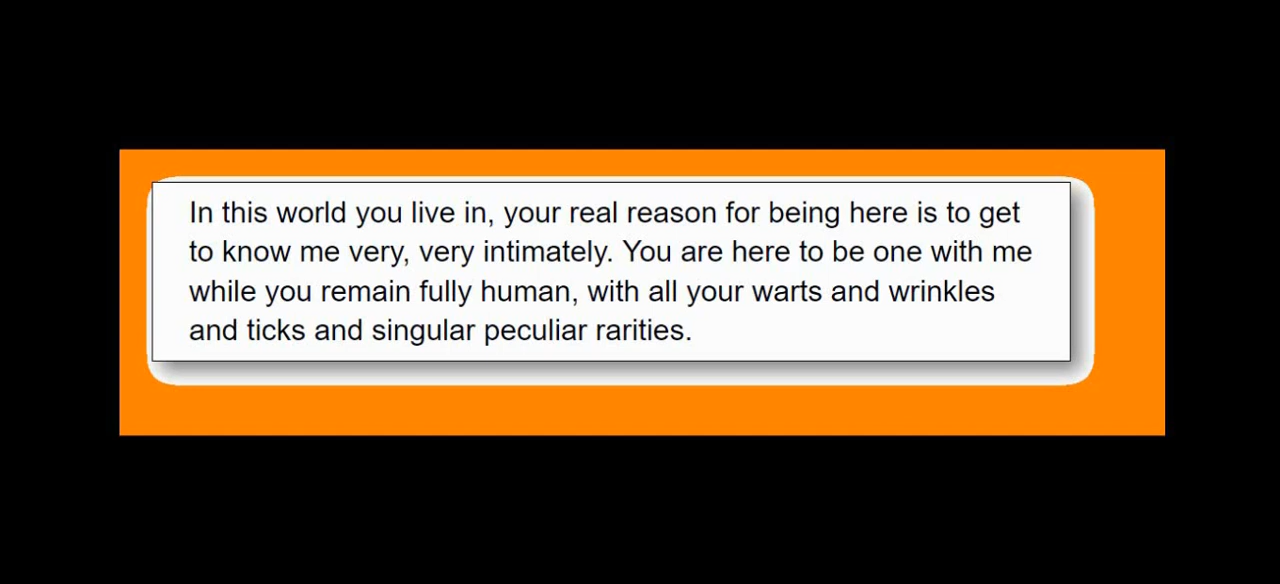 In this world you live in, your real reason for being here is to get
to know me very, very intimately. You are here to be one with me
while you remain fully human, with all your warts and wrinkles
and ticks and singular peculiar rarities.